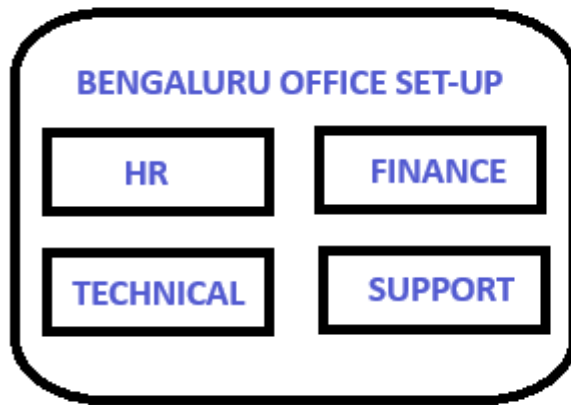 BENGALURU OFFICE SET-UP
HR
FINANCE
TECHNICAL
SUPPORT